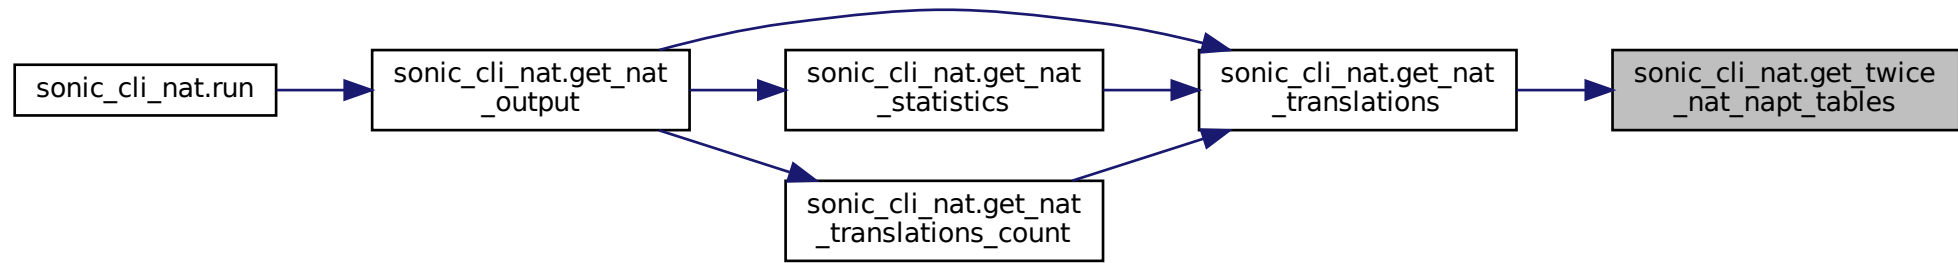 sonic_cli_nat.run
sonic_cli_nat.get_nat
_output
sonic_cli_nat.get_nat
_statistics
sonic_cli_nat.get_nat
_translations_count
sonic_cli_nat.get_nat
_translations
sonic_cli_nat.get_twice
_nat_napt_tables